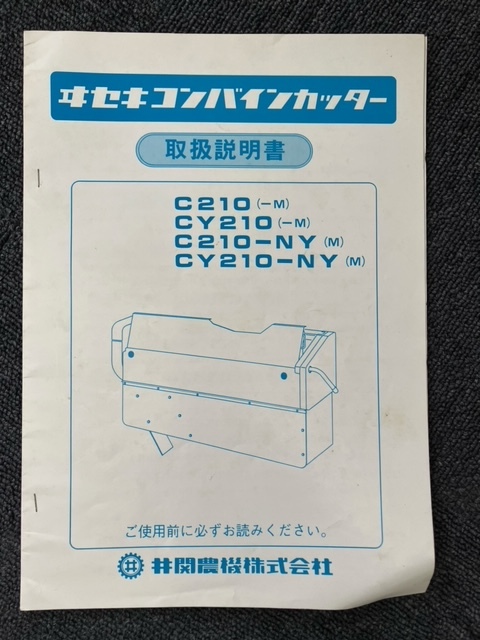 ヰセキコンバインカッター
取扱説明書
C210（-M）
CY210（-M）
C210-NY（M）
CY210-NY（M）
ご使用前に必ずお読みください。
井関農機株式会社